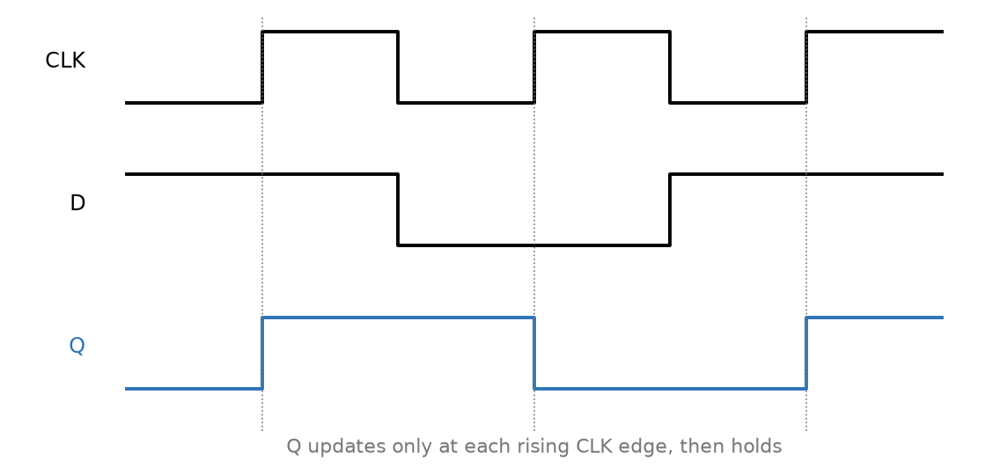 CLK
D
Q
Q updates only at each rising CLK edge, then holds